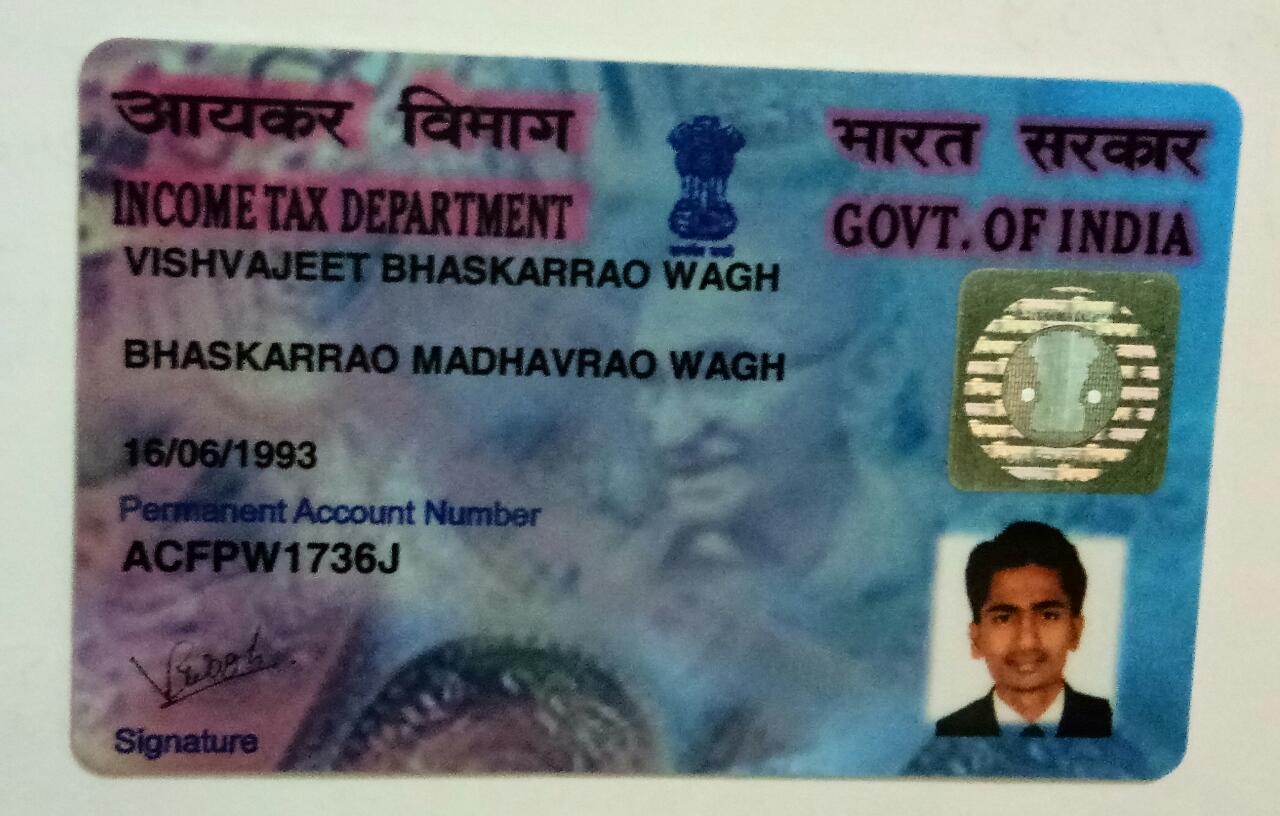 आयकर विभाग
भारत सरकार
INCOME TAX DEPARTMENT
GOVT. OF INDIA
VISHVAJEET BHASKARRAO WAGH
BHASKARRAO MADHAVRAO WAGH
16/06/1993
Permanent Account Number
ACFPW1736J
Signature